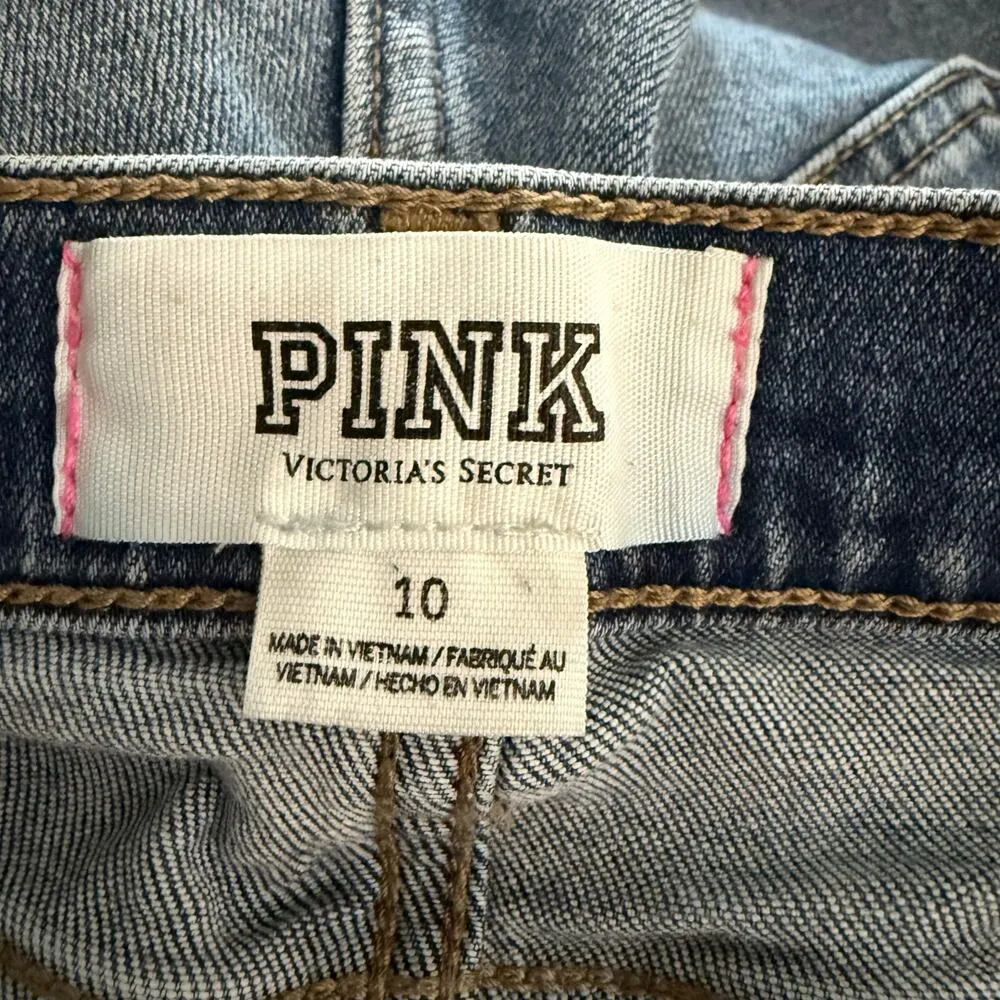 PINK
VICTORIA'S SECRET
10
MADE IN VIETNAM / FABRIQUÉ AU
VIETNAM / HECHO EN VIETNAM